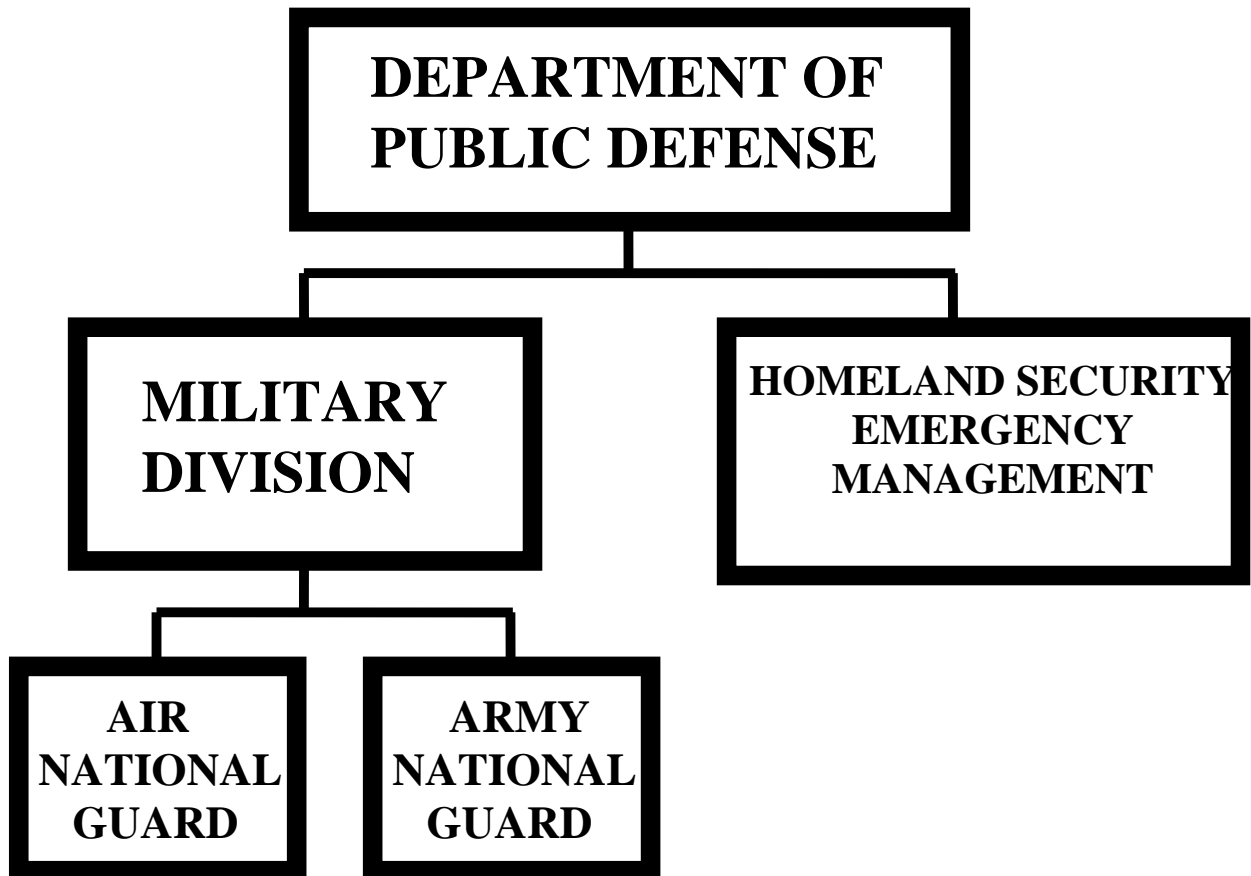 DEPARTMENT OF
PUBLIC DEFENSE
MILITARY
DIVISION
HOMELAND SECURITY
EMERGENCY
MANAGEMENT
AIR
NATIONAL
GUARD
ARMY
NATIONAL
GUARD